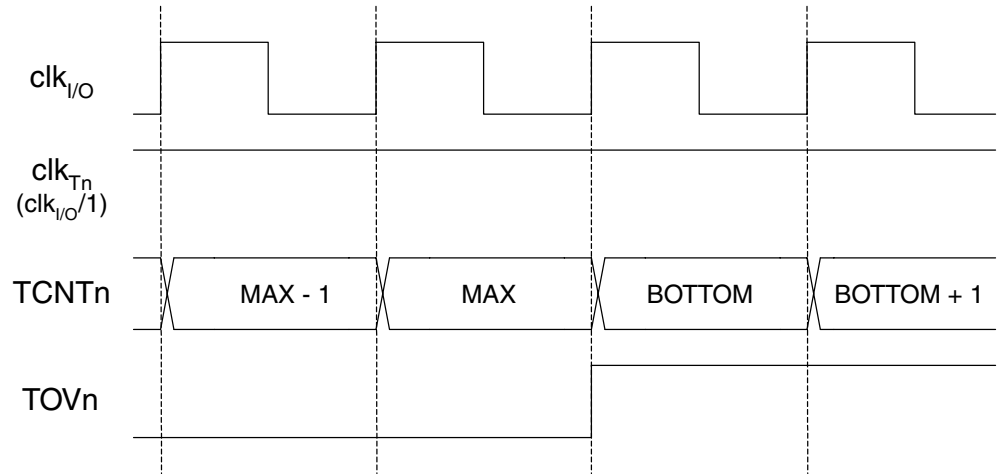 clkI/O
clkTn
(clkI/O/1)
TCNTn MAX - 1 MAX BOTTOM BOTTOM + 1
TOVn